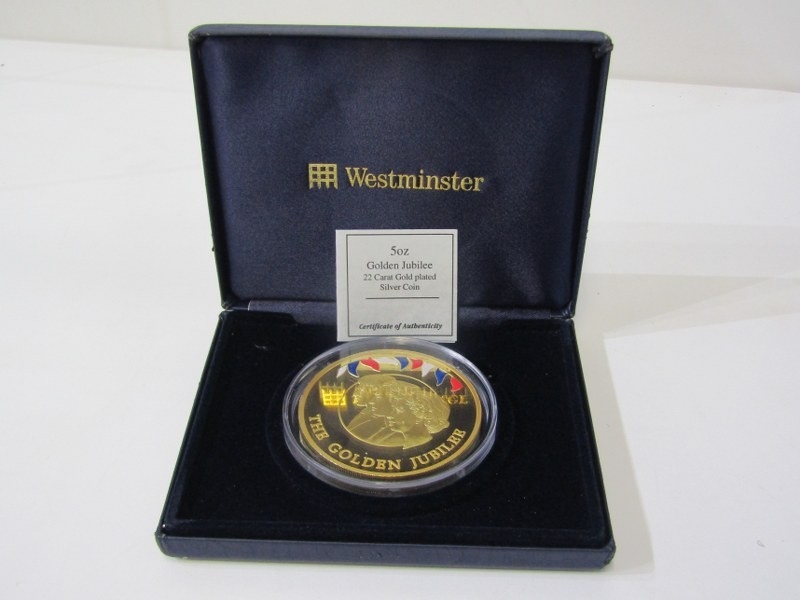 Westminster
5oz
Golden Jubilee
22 Carat Gold plated
Silver Coin
Certificate of Authenticity
THE GOLDEN JUBILEE